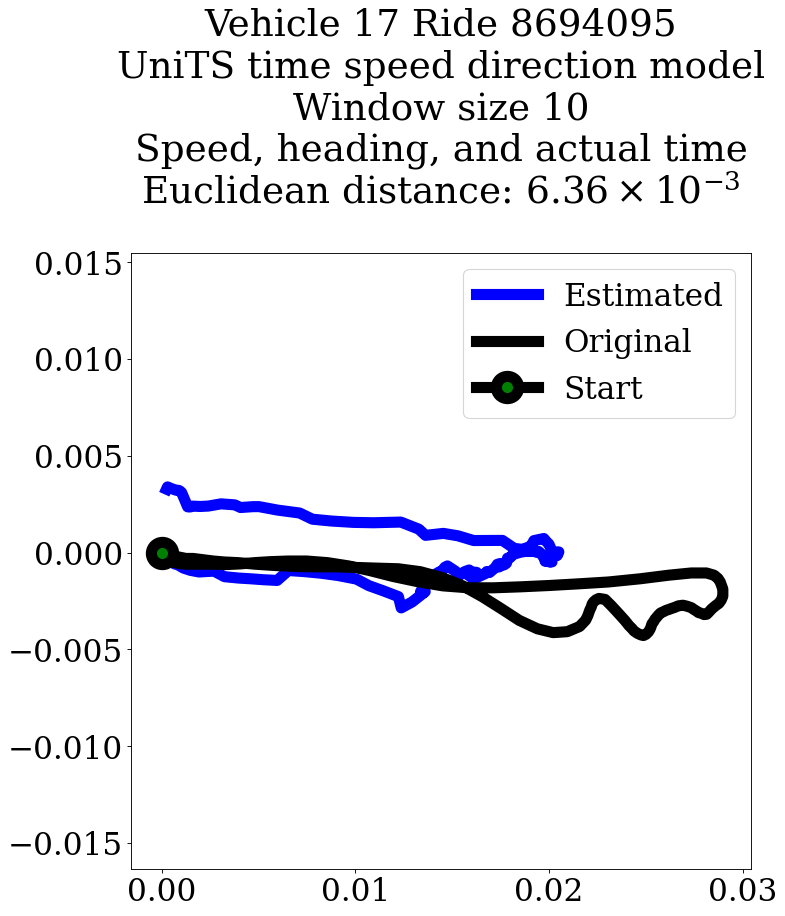 Vehicle 17 Ride 8694095
UniTS time speed direction model
Window size 10
Speed, heading, and actual time
Euclidean distance: 6.36 × 10⁻³
0.015
Estimated
0.010
Original
Start
0.005
0.000
−0.005
−0.010
−0.015
0.00 0.01 0.02 0.03